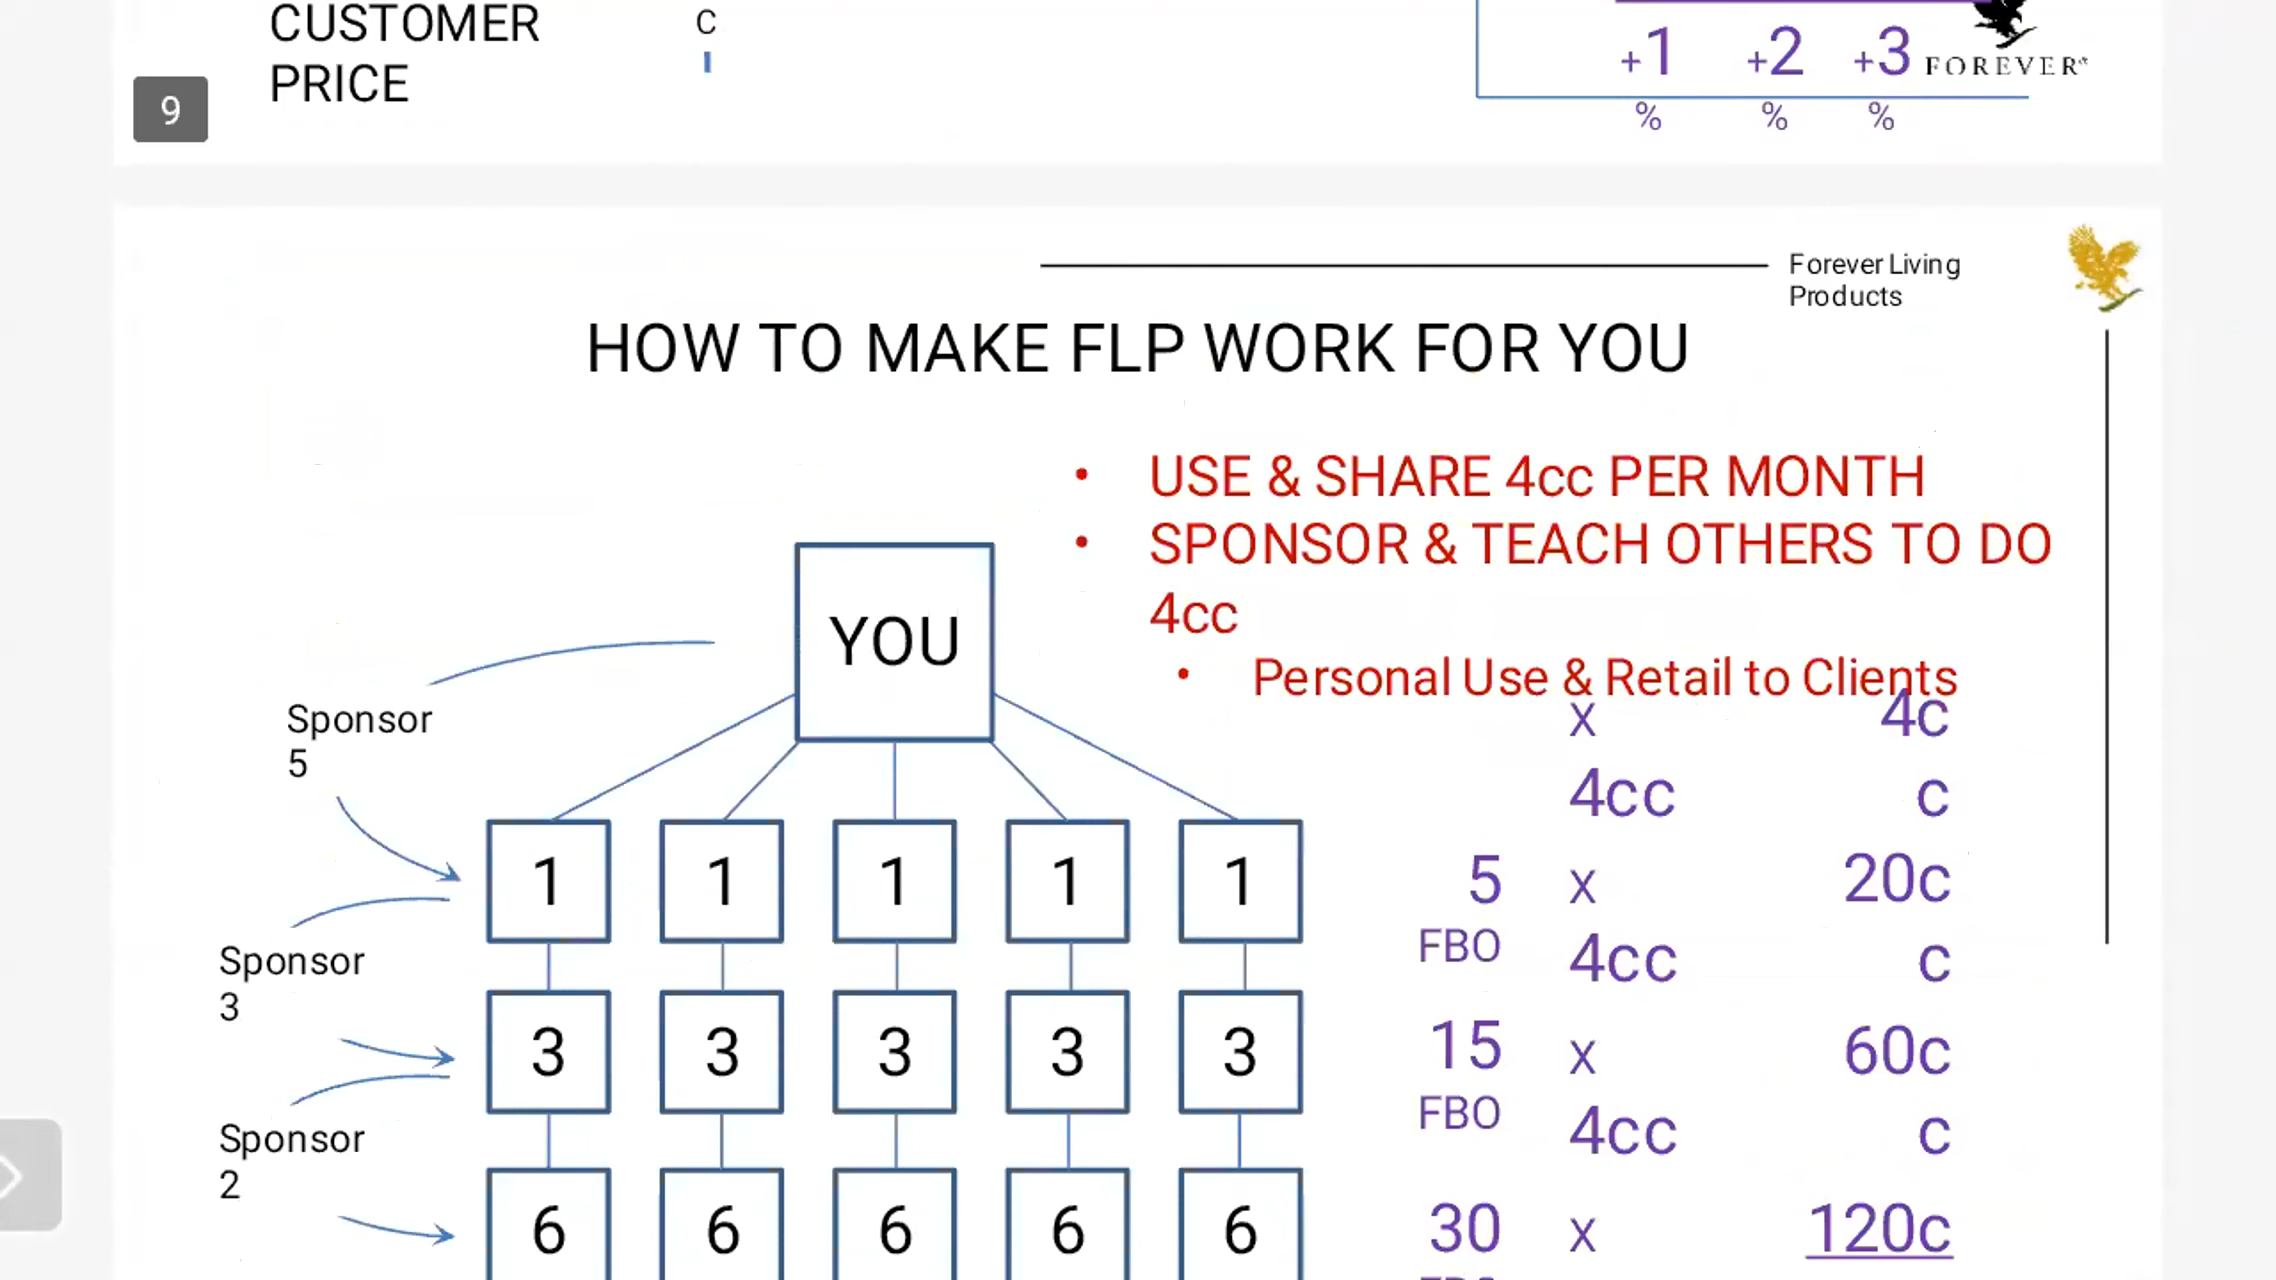 CUSTOMER
PRICE
C
+1 +2 +3
% % %
FOREVER
9
Forever Living
Products
HOW TO MAKE FLP WORK FOR YOU
• USE & SHARE 4cc PER MONTH
• SPONSOR & TEACH OTHERS TO DO
4cc
• Personal Use & Retail to Clients
YOU
Sponsor
5
x 4c
4cc c
1 1 1 1 1
5 x 20c
FBO 4cc c
Sponsor
3
3 3 3 3 3
15 x 60c
FBO 4cc c
Sponsor
2
6 6 6 6 6
30 x 120c